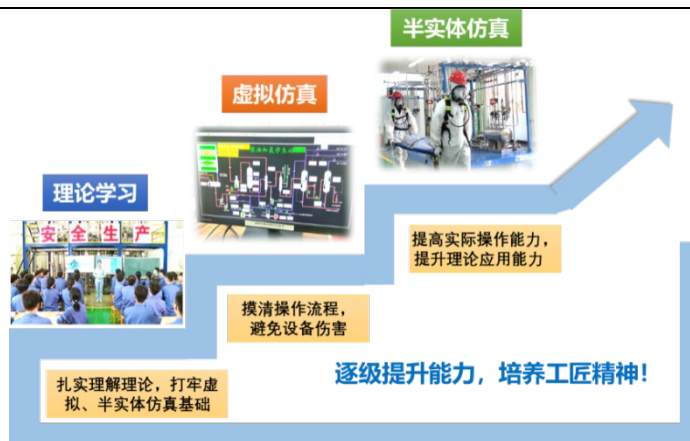 半实体仿真
虚拟仿真
理论学习
安全生产
提高实际操作能力，
提升理论应用能力
摸清操作流程，
避免设备伤害
扎实理解理论，打牢虚
拟、半实体仿真基础
逐级提升能力，培养工匠精神！